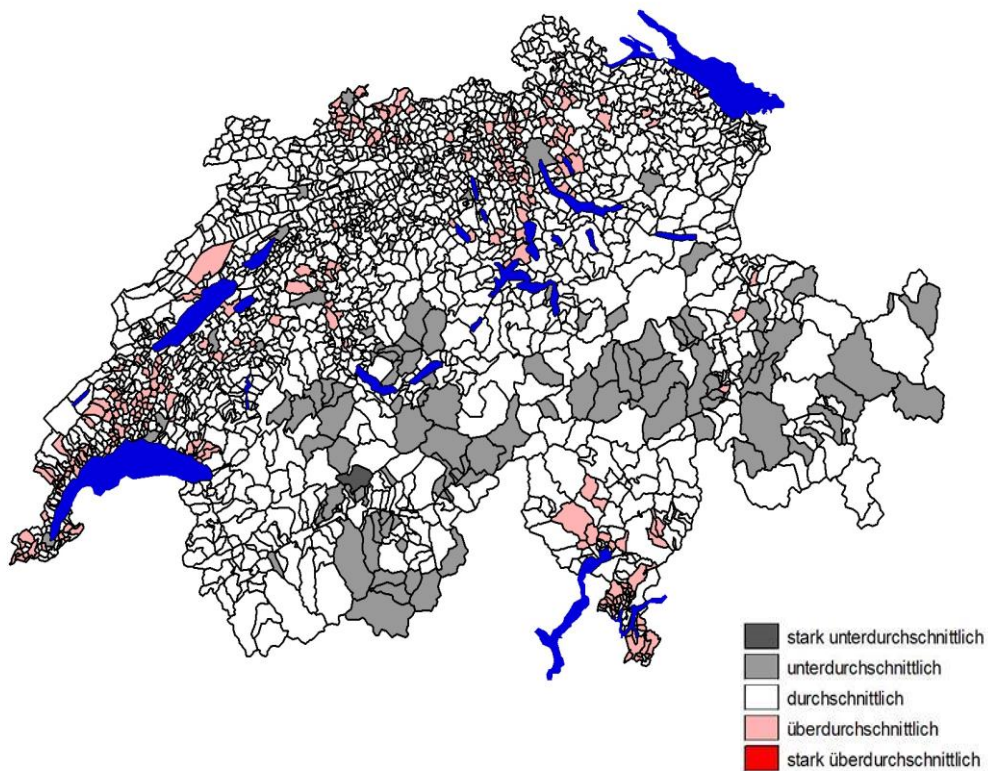 stark unterdurchschnittlich
unterdurchschnittlich
durchschnittlich
überdurchschnittlich
stark überdurchschnittlich